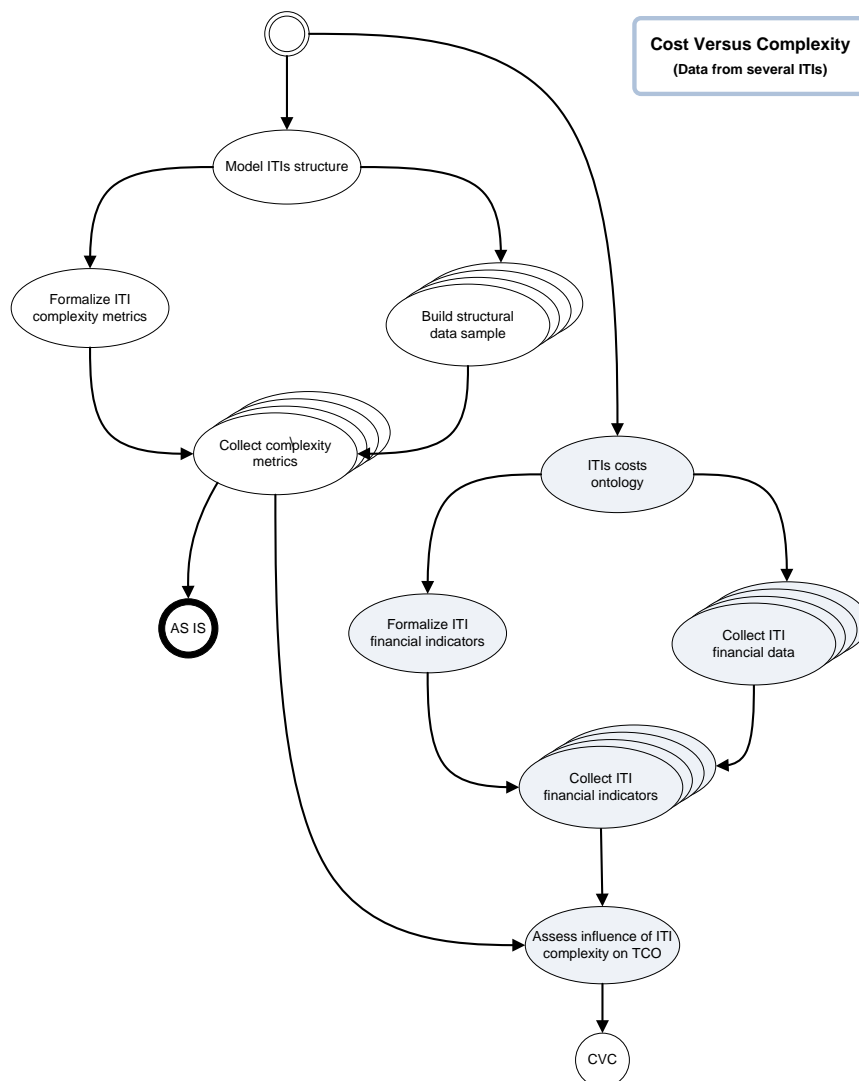 Cost Versus Complexity
(Data from several ITIs)
Model ITIs structure
Formalize ITI
complexity metrics
Build structural
data sample
Collect complexity
metrics
ITIs costs
ontology
AS IS
Formalize ITI
financial indicators
Collect ITI
financial data
Collect ITI
financial indicators
Assess influence of ITI
complexity on TCO
CVC